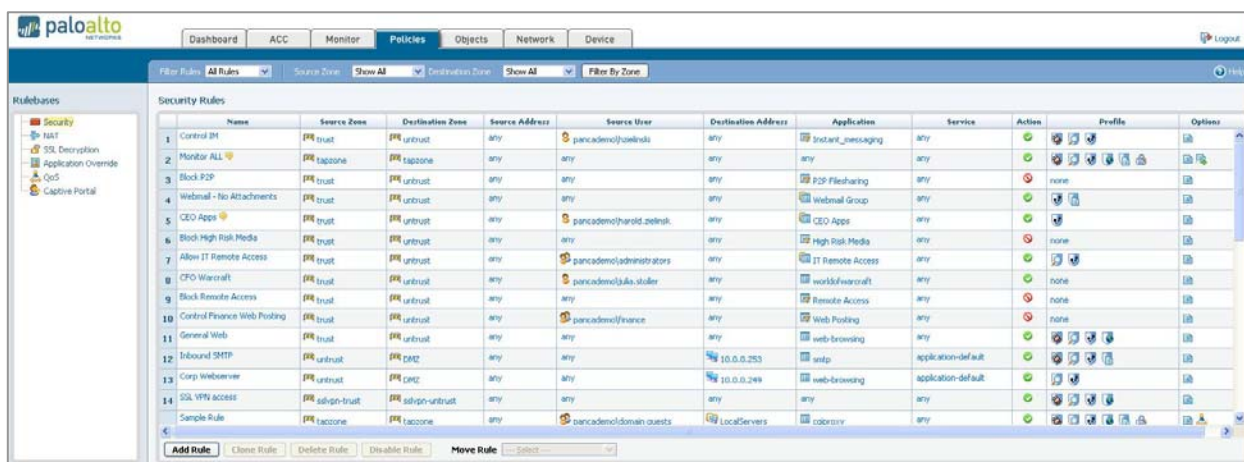 paloalto
NETWORKS
Dashboard ACC Monitor Policies Objects Network Device
Logout
Filter Rules All Rules Source Zone Show All Destination Zone Show All Filter By Zone
Help
Rulebases
Security
NAT
SSL Decryption
Application Override
QoS
Captive Portal
Security Rules
Name Source Zone Destination Zone Source Address Source User Destination Address Application Service Action Profile Options
1 Control IM trust untrust any pancademo\hzielinski any Instant_messaging any
2 Monitor ALL tapzone tapzone any any any any any
3 Block P2P trust untrust any any any P2P Filesharing any none
4 Webmail - No Attachments trust untrust any any any Webmail Group any
5 CEO Apps trust untrust any pancademo\harold.zielinsk any CEO Apps any
6 Block High Risk Media trust untrust any any any High Risk Media any none
7 Allow IT Remote Access trust untrust any pancademo\administrators any IT Remote Access any
8 CFO Warcraft trust untrust any pancademo\julia.stoller any worldofwarcraft any none
9 Block Remote Access trust untrust any any any Remote Access any none
10 Control Finance Web Posting trust untrust any pancademo\finance any Web Posting any none
11 General Web trust untrust any any any web-browsing any
12 Inbound SMTP untrust DMZ any any 10.0.0.253 smtp application-default
13 Corp Webserver untrust DMZ any any 10.0.0.249 web-browsing application-default
14 SSL VPN access sslvpn-trust sslvpn-untrust any any any any any
Sample Rule tapzone tapzone any pancademo\domain guests LocalServers cgiproxy any
Add Rule Clone Rule Delete Rule Disable Rule Move Rule --- Select ---